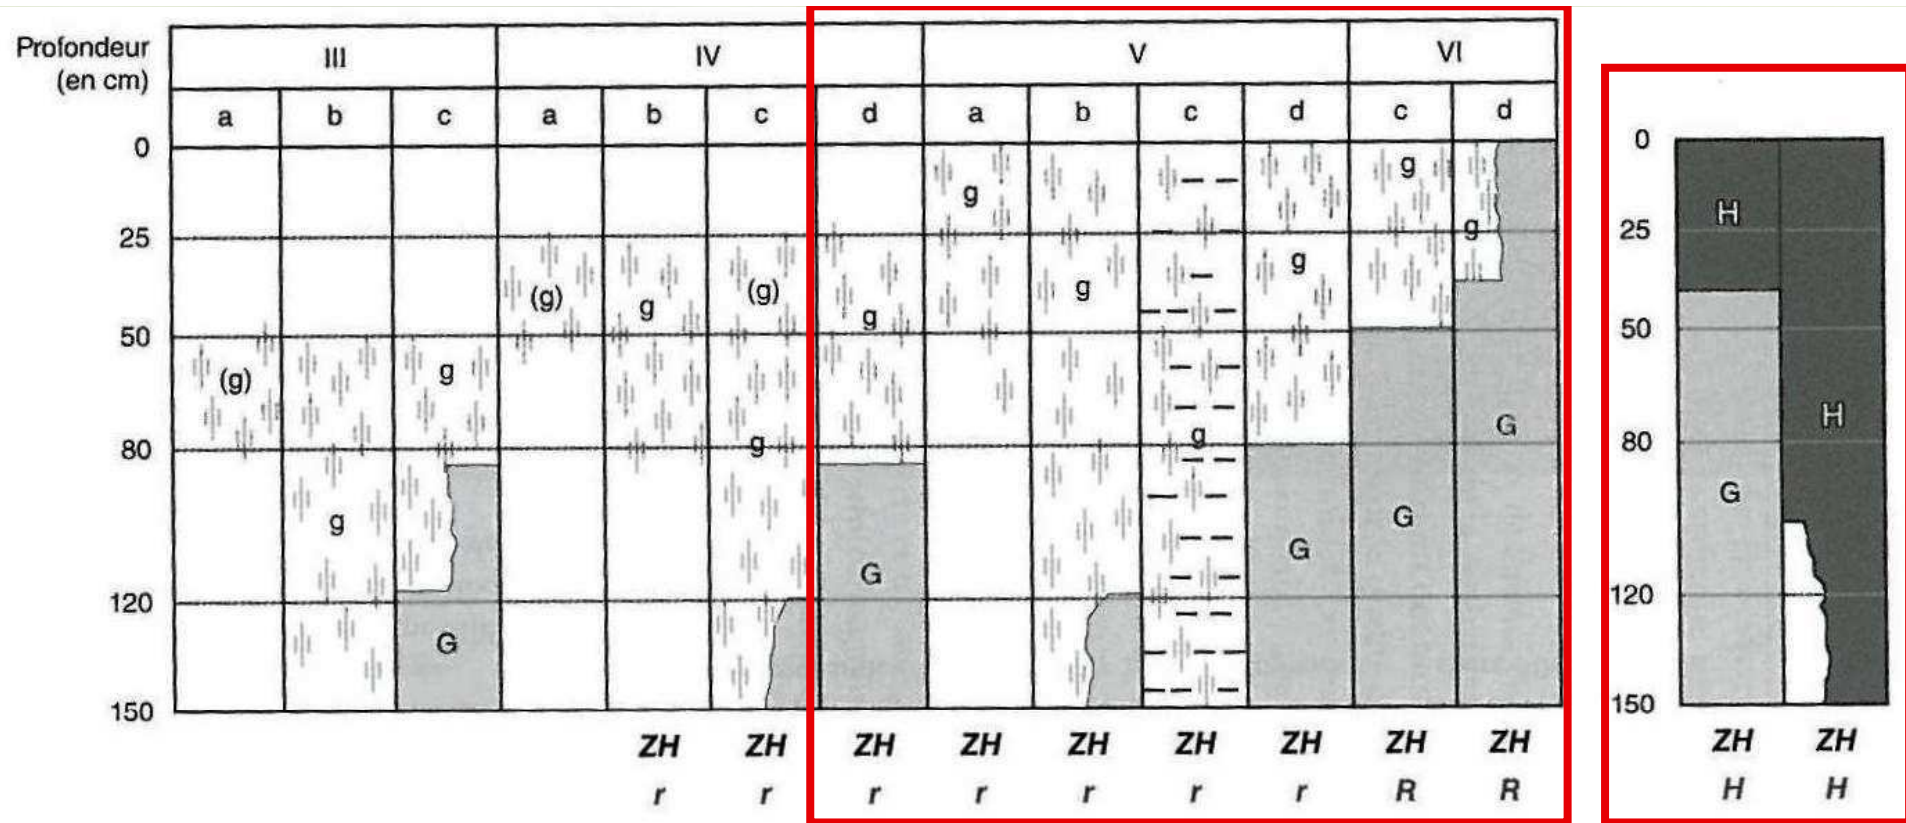 Profondeur
(en cm)
III IV V VI
a b c a b c d a b c d c d
0
g g
g
25
g
g
(g) g (g) g
g
50
(g) g
80
g g
G
g
G
G
G
120
G
150
ZH ZH ZH ZH ZH ZH ZH ZH ZH
r r r r r r r R R
0
H
25
50
H
80
G
120
150
ZH ZH
H H